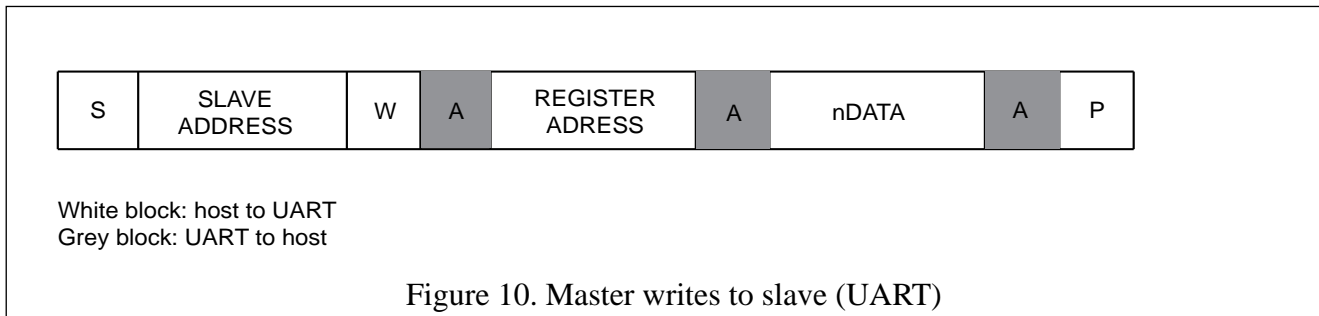 S
SLAVE
ADDRESS
W
A
REGISTER
ADRESS
A
nDATA
A
P
White block: host to UART
Grey block: UART to host
Figure 10. Master writes to slave (UART)